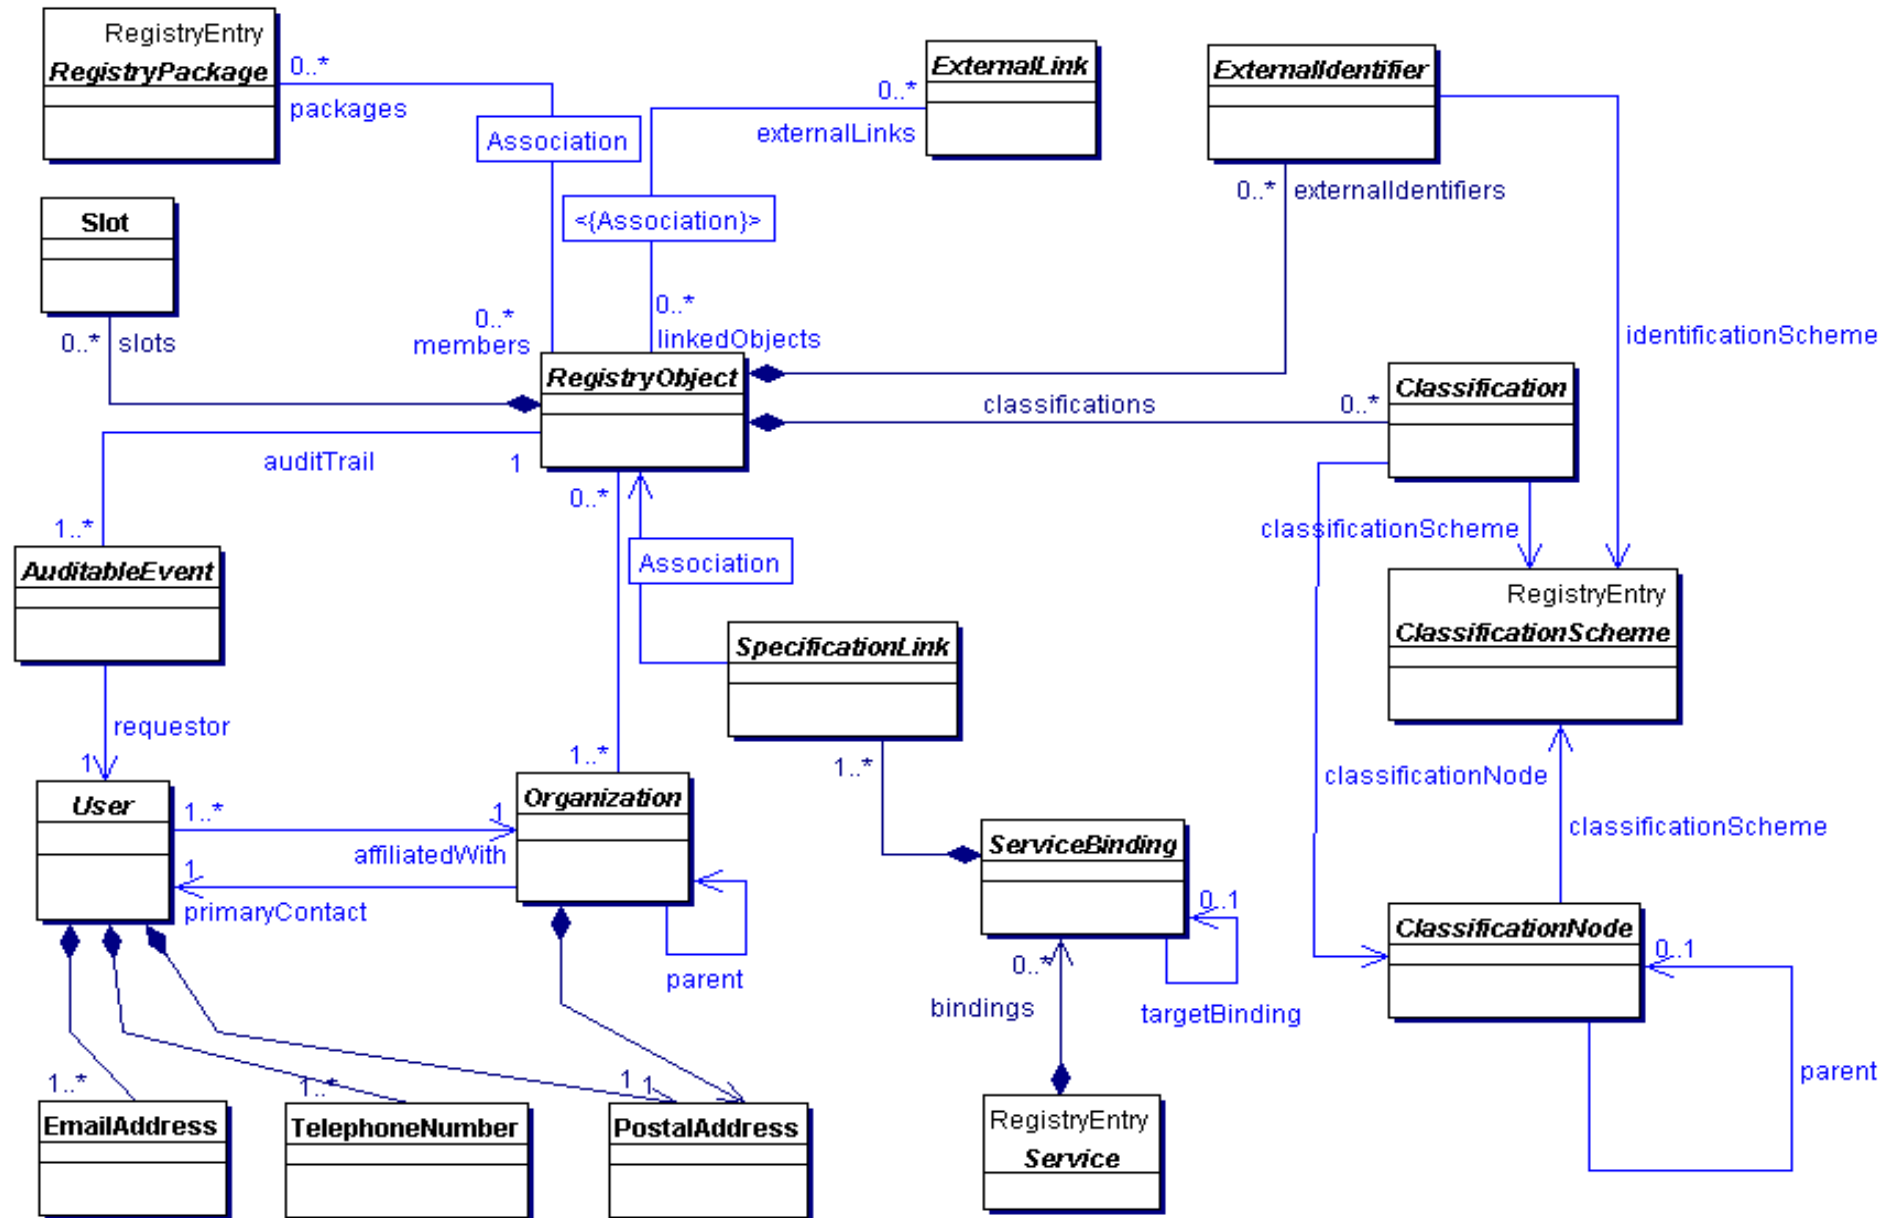 RegistryEntry
RegistryPackage
0..*
packages
Association
ExternalLink
0..*
externalLinks
<{Association}>
ExternalIdentifier
0..*
externalIdentifiers
identificationScheme
Slot
0..*
slots
0..*
members
0..*
linkedObjects
RegistryObject
classifications
0..*
Classification
auditTrail
1
1..*
0..*
AuditableEvent
Association
classificationScheme
RegistryEntry
ClassificationScheme
SpecificationLink
requestor
1
1..*
1..*
classificationNode
classificationScheme
User
1..*
1
Organization
affiliatedWith
1
primaryContact
parent
ServiceBinding
0..1
0..*
bindings
targetBinding
ClassificationNode
0..1
parent
1..*
1..*
1
1
EmailAddress
TelephoneNumber
PostalAddress
RegistryEntry
Service